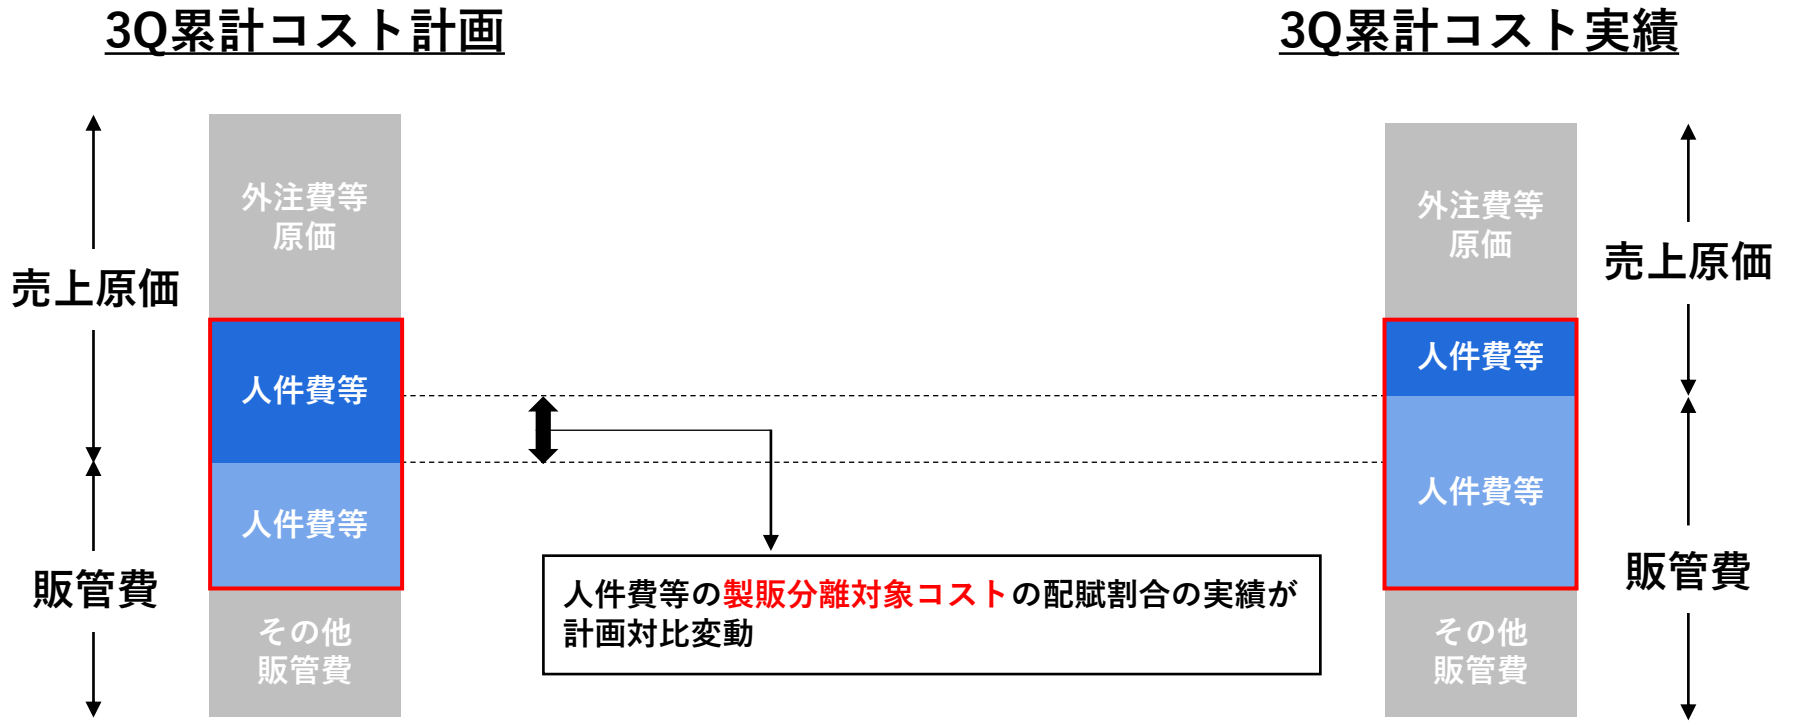 3Q累計コスト計画
3Q累計コスト実績
売上原価
販管費
外注費等
原価
人件費等
人件費等
その他
販管費
人件費等の製販分離対象コストの配賦割合の実績が
計画対比変動
外注費等
原価
人件費等
人件費等
その他
販管費
売上原価
販管費